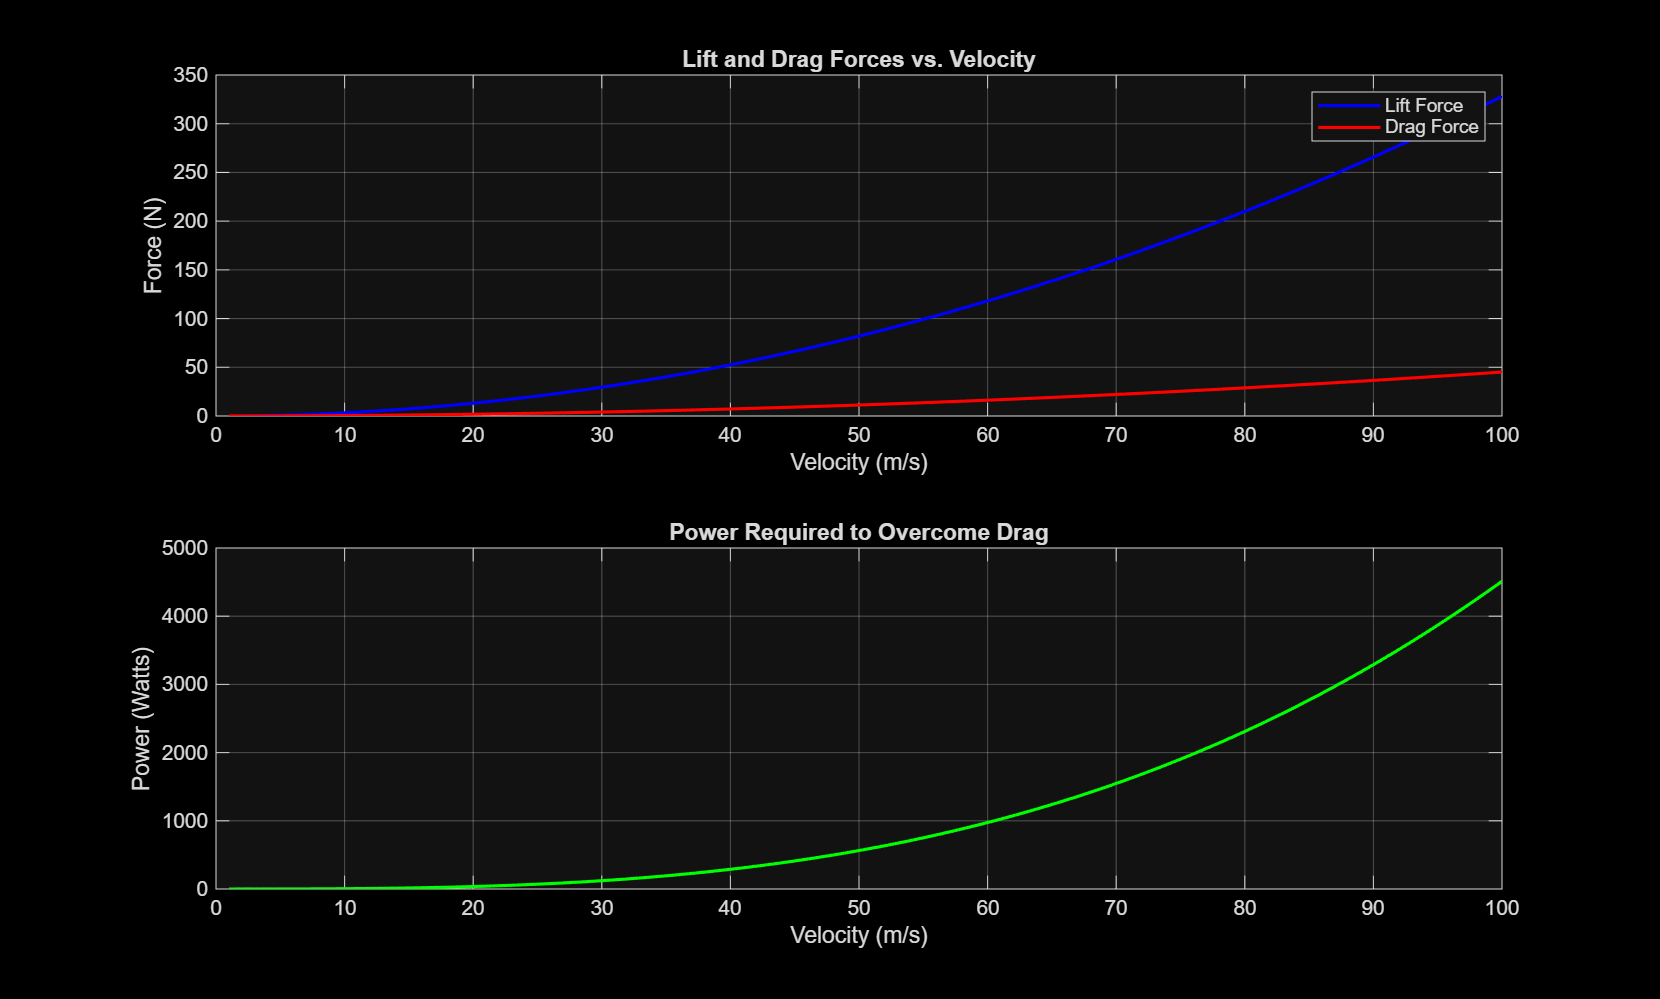 Lift and Drag Forces vs. Velocity
350
300
250
200
150
100
50
0
Force (N)
Lift Force
Drag Force
0 10 20 30 40 50 60 70 80 90 100
Velocity (m/s)
Power Required to Overcome Drag
5000
4000
3000
2000
1000
0
Power (Watts)
0 10 20 30 40 50 60 70 80 90 100
Velocity (m/s)